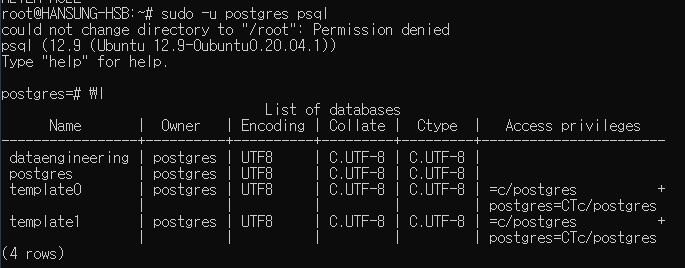 ALTER ROLE
root@HANSUNG-HSB:~# sudo -u postgres psql
could not change directory to "/root": Permission denied
psql (12.9 (Ubuntu 12.9-0ubuntu0.20.04.1))
Type "help" for help.
postgres=# ₩l
List of databases
Name | Owner | Encoding | Collate | Ctype | Access privileges
-----------------+----------+----------+---------+---------+-----------------------
dataengineering | postgres | UTF8 | C.UTF-8 | C.UTF-8 |
postgres | postgres | UTF8 | C.UTF-8 | C.UTF-8 |
template0 | postgres | UTF8 | C.UTF-8 | C.UTF-8 | =c/postgres +
| | | | | postgres=CTc/postgres
template1 | postgres | UTF8 | C.UTF-8 | C.UTF-8 | =c/postgres +
| | | | | postgres=CTc/postgres
(4 rows)